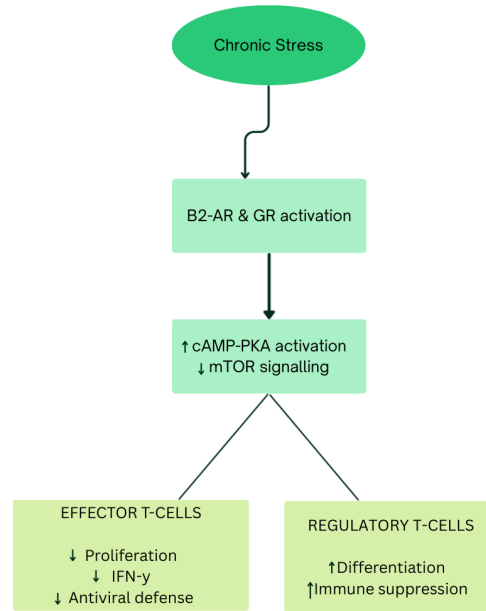 Chronic Stress
B2-AR & GR activation
↑ cAMP-PKA activation
↓ mTOR signalling
EFFECTOR T-CELLS
↓ Proliferation
↓ IFN-y
↓ Antiviral defense
REGULATORY T-CELLS
↑Differentiation
↑Immune suppression